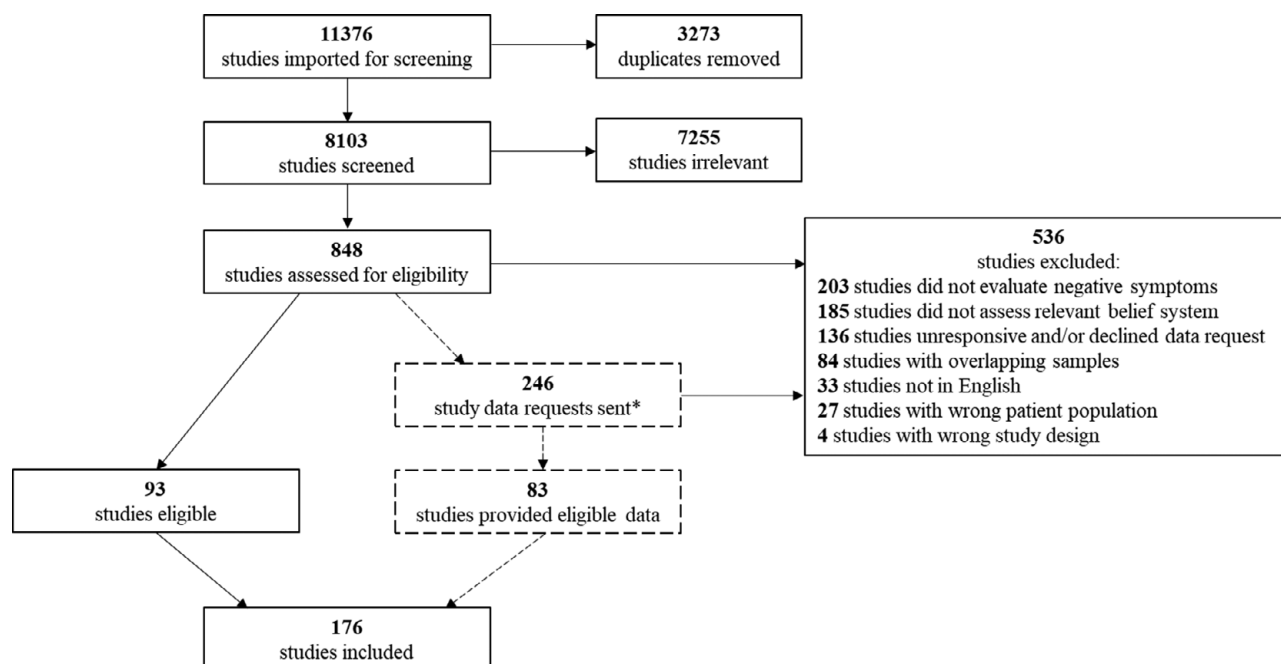 11376
studies imported for screening
3273
duplicates removed
8103
studies screened
7255
studies irrelevant
848
studies assessed for eligibility
536
studies excluded:
203 studies did not evaluate negative symptoms
185 studies did not assess relevant belief system
136 studies unresponsive and/or declined data request
84 studies with overlapping samples
33 studies not in English
27 studies with wrong patient population
4 studies with wrong study design
246
study data requests sent*
93
studies eligible
83
studies provided eligible data
176
studies included